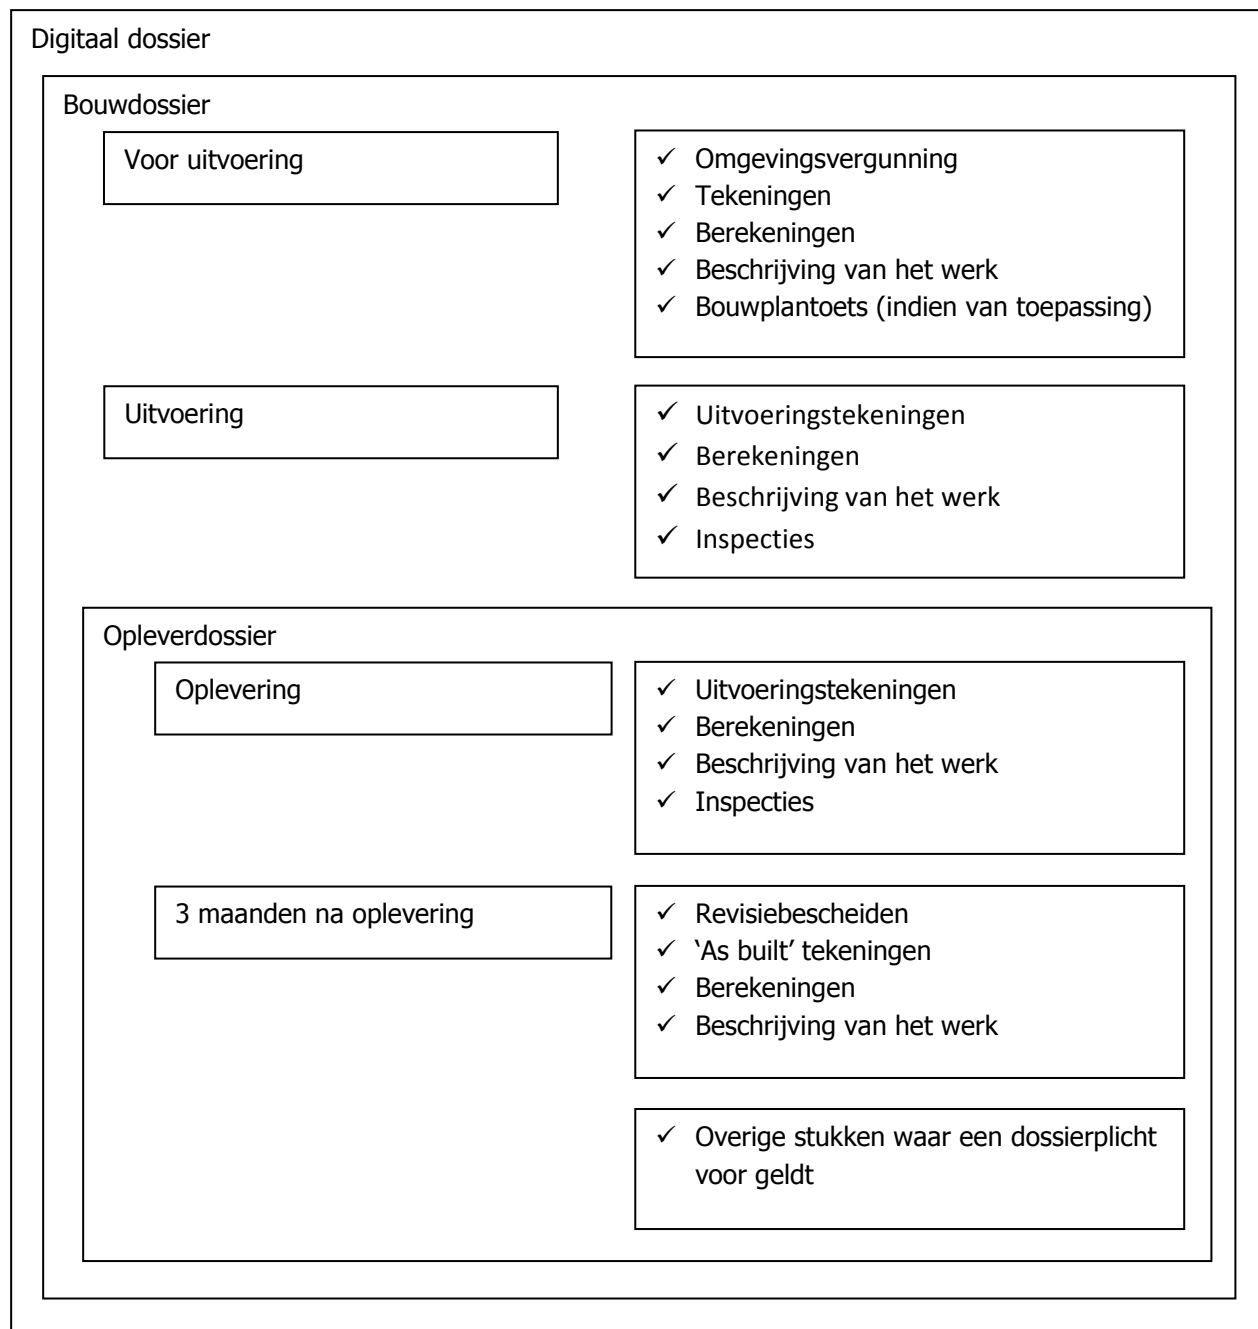 Digitaal dossier
Bouwdossier
Voor uitvoering
✓ Omgevingsvergunning
✓ Tekeningen
✓ Berekeningen
✓ Beschrijving van het werk
✓ Bouwplantoets (indien van toepassing)
Uitvoering
✓ Uitvoeringstekeningen
✓ Berekeningen
✓ Beschrijving van het werk
✓ Inspecties
Opleverdossier
Oplevering
✓ Uitvoeringstekeningen
✓ Berekeningen
✓ Beschrijving van het werk
✓ Inspecties
3 maanden na oplevering
✓ Revisiebescheiden
✓ ‘As built’ tekeningen
✓ Berekeningen
✓ Beschrijving van het werk
✓ Overige stukken waar een dossierplicht
voor geldt